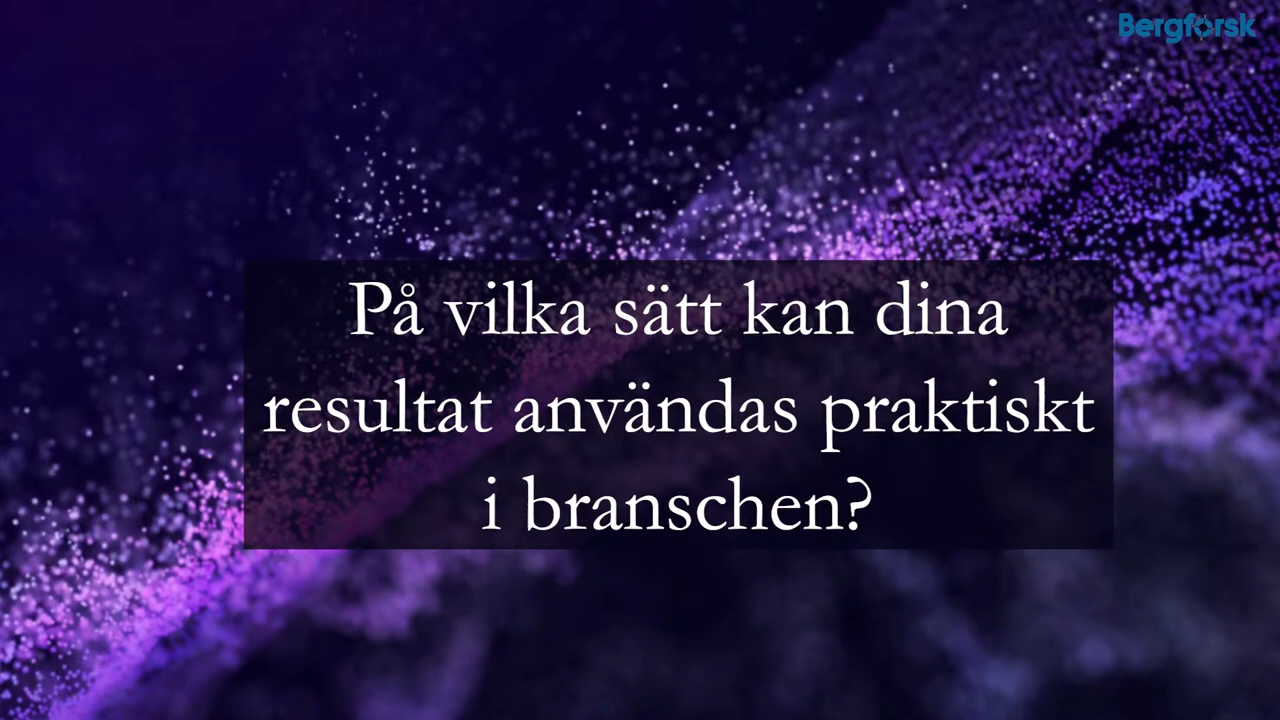 Bergforsk
På vilka sätt kan dina
resultat användas praktiskt
i branschen?